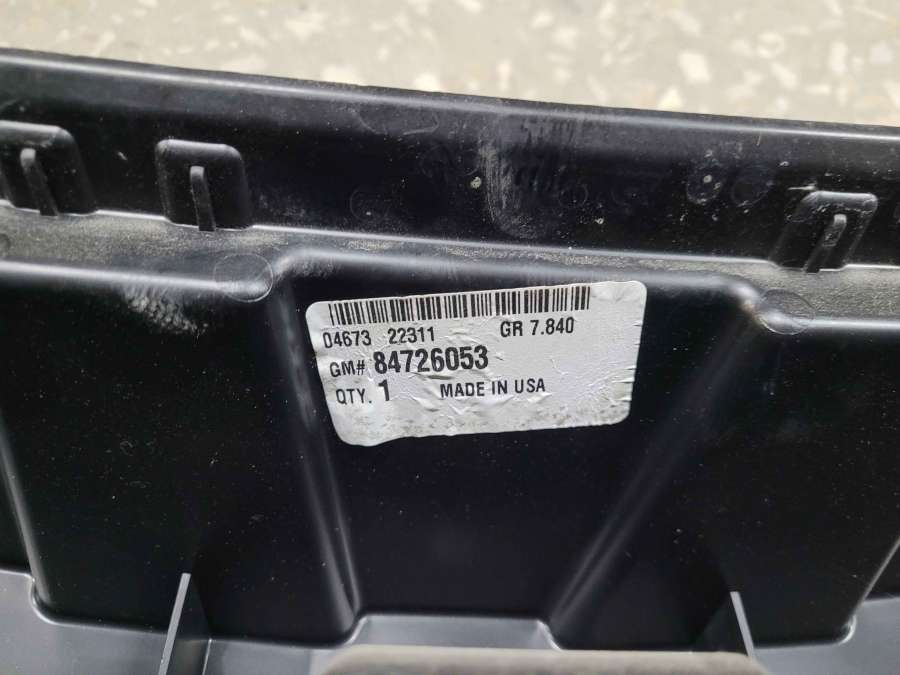 04673 22311 GR 7.840
GM# 84726053
QTY. 1 MADE IN USA